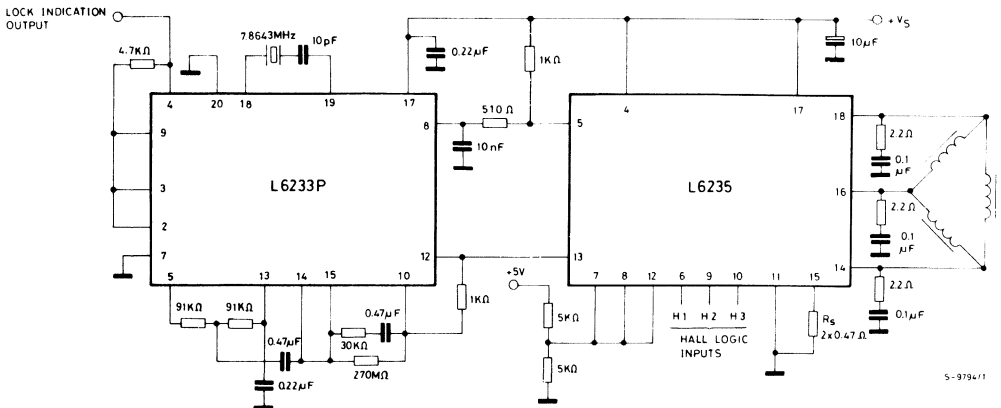 LOCK INDICATION
OUTPUT
4.7KΩ
7.8643MHz
10pF
0.22µF
1KΩ
+VS
10µF
4
20
18
19
17
8
510Ω
10nF
5
4
17
18
2.2Ω
0.1
µF
9
3
2
7
L6233P
L6235
16
2.2Ω
0.1
µF
12
13
14
2.2Ω
0.1µF
5
13
14
15
10
1KΩ
+5V
7
8
12
6
9
10
11
15
91KΩ
91KΩ
0.47µF
0.47µF
30KΩ
270MΩ
0.22µF
5KΩ
5KΩ
H1
H2
H3
HALL LOGIC
INPUTS
RS
2x0.47Ω
S-9794/1